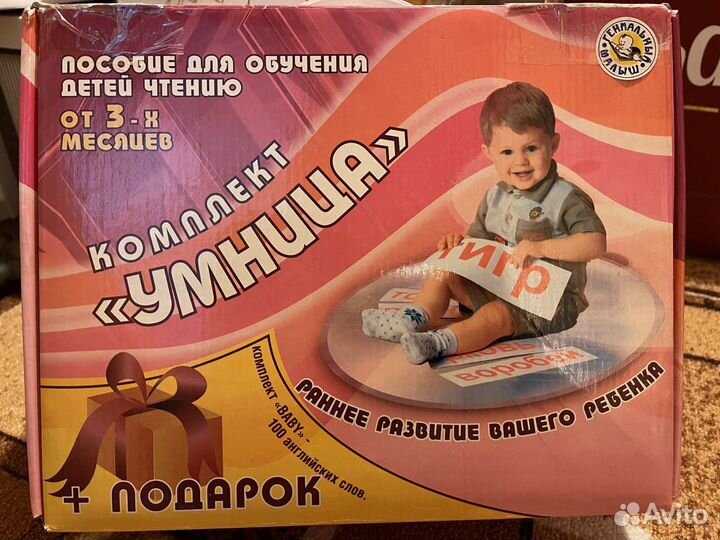 ПОСОБИЕ ДЛЯ ОБУЧЕНИЯ
ДЕТЕЙ ЧТЕНИЮ
ОТ 3-Х
МЕСЯЦЕВ
ГЕНИАЛЬНЫЙ
МАЛЫШ
КОМПЛЕКТ
«УМНИЦА»
тигр
воробей
РАННЕЕ РАЗВИТИЕ ВАШЕГО РЕБЕНКА
КОМПЛЕКТ «BABY» -
100 английских слов.
+ ПОДАРОК
Avito